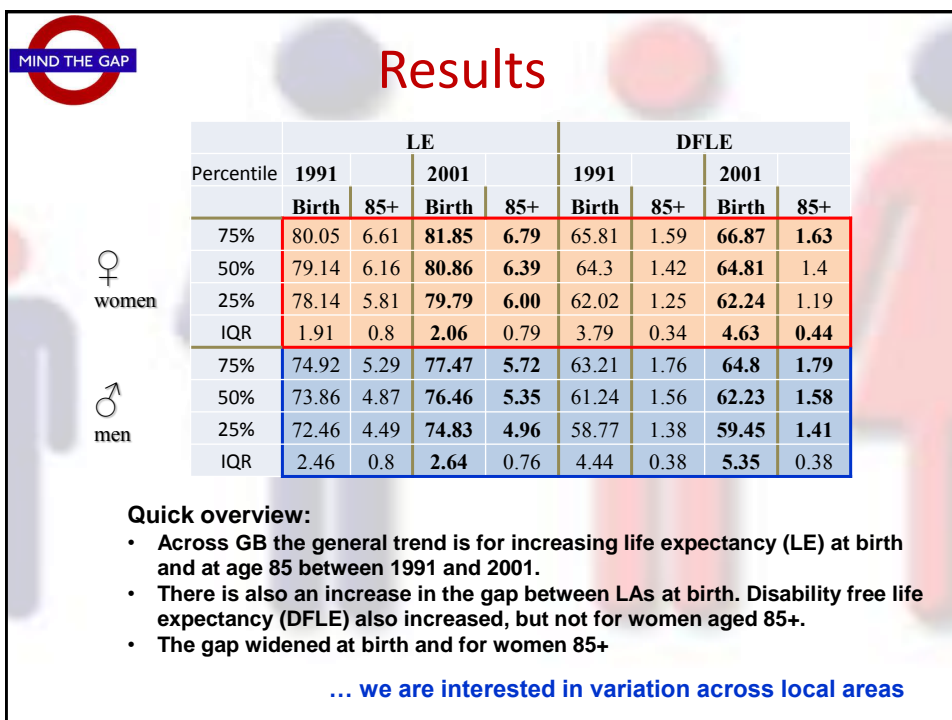 MIND THE GAP
Results
LE DFLE
Percentile 1991 2001 1991 2001
Birth 85+ Birth 85+ Birth 85+ Birth 85+
♀
women
75% 80.05 6.61 81.85 6.79 65.81 1.59 66.87 1.63
50% 79.14 6.16 80.86 6.39 64.3 1.42 64.81 1.4
25% 78.14 5.81 79.79 6.00 62.02 1.25 62.24 1.19
IQR 1.91 0.8 2.06 0.79 3.79 0.34 4.63 0.44
♂
men
75% 74.92 5.29 77.47 5.72 63.21 1.76 64.8 1.79
50% 73.86 4.87 76.46 5.35 61.24 1.56 62.23 1.58
25% 72.46 4.49 74.83 4.96 58.77 1.38 59.45 1.41
IQR 2.46 0.8 2.64 0.76 4.44 0.38 5.35 0.38
Quick overview:
• Across GB the general trend is for increasing life expectancy (LE) at birth
and at age 85 between 1991 and 2001.
• There is also an increase in the gap between LAs at birth. Disability free life
expectancy (DFLE) also increased, but not for women aged 85+.
• The gap widened at birth and for women 85+
… we are interested in variation across local areas